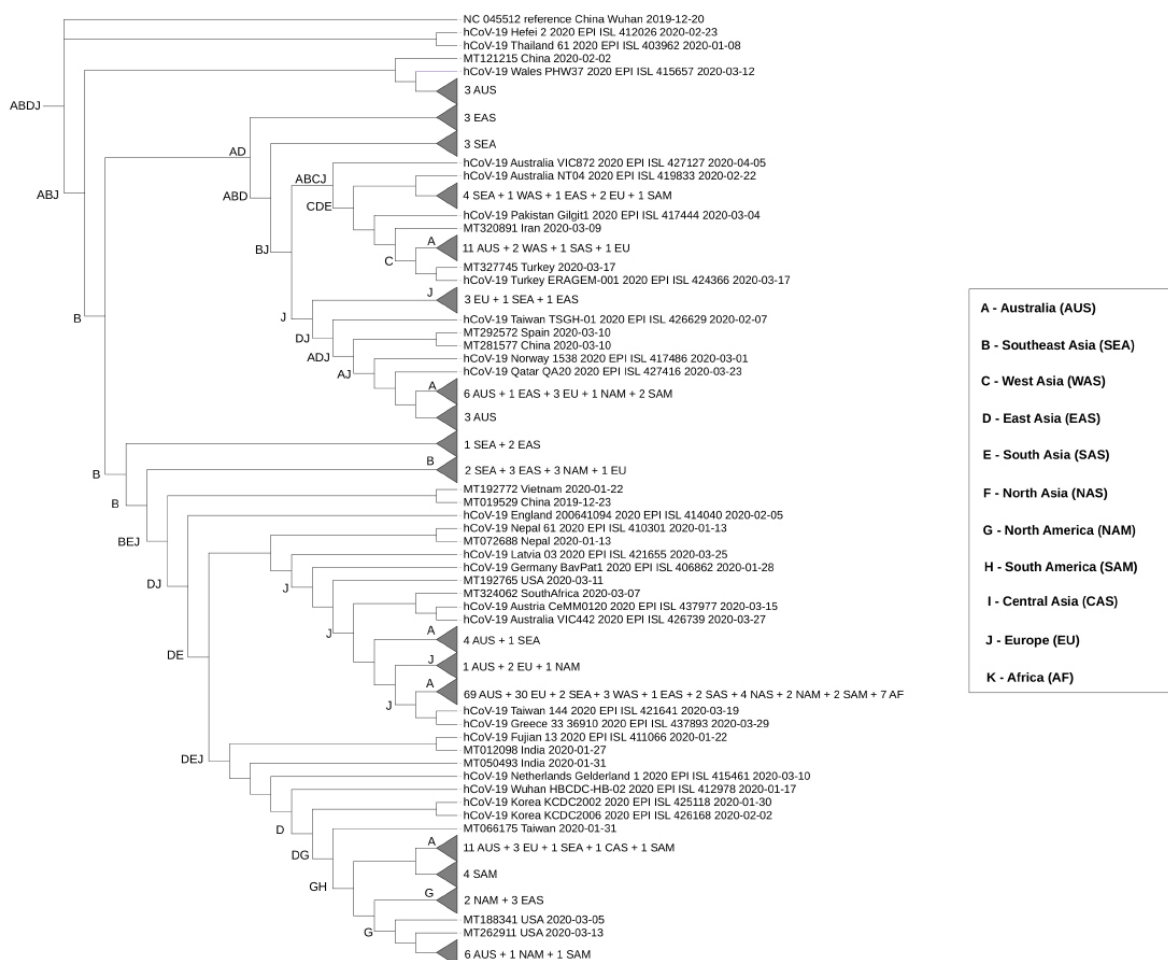 NC 045512 reference China Wuhan 2019-12-20
hCoV-19 Hefei 2 2020 EPI ISL 412026 2020-02-23
hCoV-19 Thailand 61 2020 EPI ISL 403962 2020-01-08
MT121215 China 2020-02-02
hCoV-19 Wales PHW37 2020 EPI ISL 415657 2020-03-12
3 AUS
ABDJ
3 EAS
AD
3 SEA
hCoV-19 Australia VIC872 2020 EPI ISL 427127 2020-04-05
hCoV-19 Australia NT04 2020 EPI ISL 419833 2020-02-22
ABCJ
ABJ
ABD
4 SEA + 1 WAS + 1 EAS + 2 EU + 1 SAM
CDE
hCoV-19 Pakistan Gilgit1 2020 EPI ISL 417444 2020-03-04
MT320891 Iran 2020-03-09
A
11 AUS + 2 WAS + 1 SAS + 1 EU
BJ
C
MT327745 Turkey 2020-03-17
hCoV-19 Turkey ERAGEM-001 2020 EPI ISL 424366 2020-03-17
J
3 EU + 1 SEA + 1 EAS
B
J
hCoV-19 Taiwan TSGH-01 2020 EPI ISL 426629 2020-02-07
MT292572 Spain 2020-03-10
DJ
MT281577 China 2020-03-10
ADJ
hCoV-19 Norway 1538 2020 EPI ISL 417486 2020-03-01
hCoV-19 Qatar QA20 2020 EPI ISL 427416 2020-03-23
AJ
A
6 AUS + 1 EAS + 3 EU + 1 NAM + 2 SAM
3 AUS
1 SEA + 2 EAS
B
B
2 SEA + 3 EAS + 3 NAM + 1 EU
MT192772 Vietnam 2020-01-22
MT019529 China 2019-12-23
B
hCoV-19 England 200641094 2020 EPI ISL 414040 2020-02-05
hCoV-19 Nepal 61 2020 EPI ISL 410301 2020-01-13
MT072688 Nepal 2020-01-13
BEJ
hCoV-19 Latvia 03 2020 EPI ISL 421655 2020-03-25
hCoV-19 Germany BavPat1 2020 EPI ISL 406862 2020-01-28
MT192765 USA 2020-03-11
DJ
J
MT324062 SouthAfrica 2020-03-07
hCoV-19 Austria CeMM0120 2020 EPI ISL 437977 2020-03-15
hCoV-19 Australia VIC442 2020 EPI ISL 426739 2020-03-27
J
A
4 AUS + 1 SEA
DE
J
1 AUS + 2 EU + 1 NAM
A
69 AUS + 30 EU + 2 SEA + 3 WAS + 1 EAS + 2 SAS + 4 NAS + 2 NAM + 2 SAM + 7 AF
J
hCoV-19 Taiwan 144 2020 EPI ISL 421641 2020-03-19
hCoV-19 Greece 33 36910 2020 EPI ISL 437893 2020-03-29
hCoV-19 Fujian 13 2020 EPI ISL 411066 2020-01-22
MT012098 India 2020-01-27
DEJ
MT050493 India 2020-01-31
hCoV-19 Netherlands Gelderland 1 2020 EPI ISL 415461 2020-03-10
hCoV-19 Wuhan HBCDC-HB-02 2020 EPI ISL 412978 2020-01-17
hCoV-19 Korea KCDC2002 2020 EPI ISL 425118 2020-01-30
hCoV-19 Korea KCDC2006 2020 EPI ISL 426168 2020-02-02
D
MT066175 Taiwan 2020-01-31
A
11 AUS + 3 EU + 1 SEA + 1 CAS + 1 SAM
DG
4 SAM
GH
G
2 NAM + 3 EAS
MT188341 USA 2020-03-05
G
MT262911 USA 2020-03-13
6 AUS + 1 NAM + 1 SAM
A - Australia (AUS)
B - Southeast Asia (SEA)
C - West Asia (WAS)
D - East Asia (EAS)
E - South Asia (SAS)
F - North Asia (NAS)
G - North America (NAM)
H - South America (SAM)
I - Central Asia (CAS)
J - Europe (EU)
K - Africa (AF)